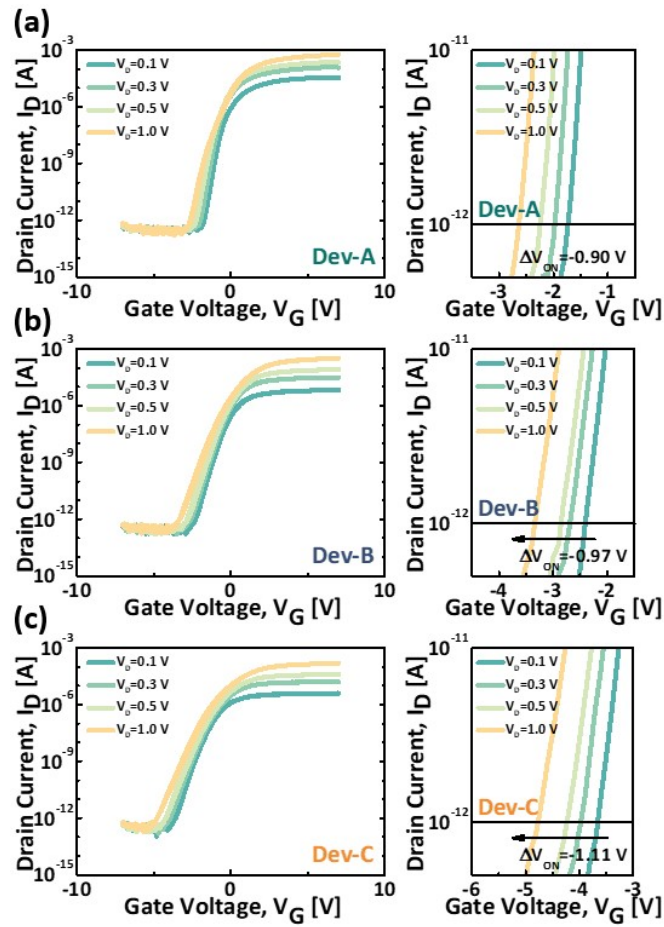 (a)
Drain Current, I_D [A]
10^-3
10^-6
10^-9
10^-12
10^-15
V_D=0.1 V
V_D=0.3 V
V_D=0.5 V
V_D=1.0 V
Dev-A
-10
0
10
Gate Voltage, V_G [V]
Drain Current, I_D [A]
10^-11
10^-12
V_D=0.1 V
V_D=0.3 V
V_D=0.5 V
V_D=1.0 V
Dev-A
ΔV_ON=-0.90 V
-5
-4
-3
-2
-1
Gate Voltage, V_G [V]
(b)
Drain Current, I_D [A]
10^-3
10^-6
10^-9
10^-12
10^-15
V_D=0.1 V
V_D=0.3 V
V_D=0.5 V
V_D=1.0 V
Dev-B
-10
0
10
Gate Voltage, V_G [V]
Drain Current, I_D [A]
10^-11
10^-12
V_D=0.1 V
V_D=0.3 V
V_D=0.5 V
V_D=1.0 V
Dev-B
ΔV_ON=-0.97 V
-4
-3
-2
Gate Voltage, V_G [V]
(c)
Drain Current, I_D [A]
10^-3
10^-6
10^-9
10^-12
10^-15
V_D=0.1 V
V_D=0.3 V
V_D=0.5 V
V_D=1.0 V
Dev-C
-10
0
10
Gate Voltage, V_G [V]
Drain Current, I_D [A]
10^-11
10^-12
V_D=0.1 V
V_D=0.3 V
V_D=0.5 V
V_D=1.0 V
Dev-C
ΔV_ON=-1.11 V
-6
-5
-4
-3
Gate Voltage, V_G [V]